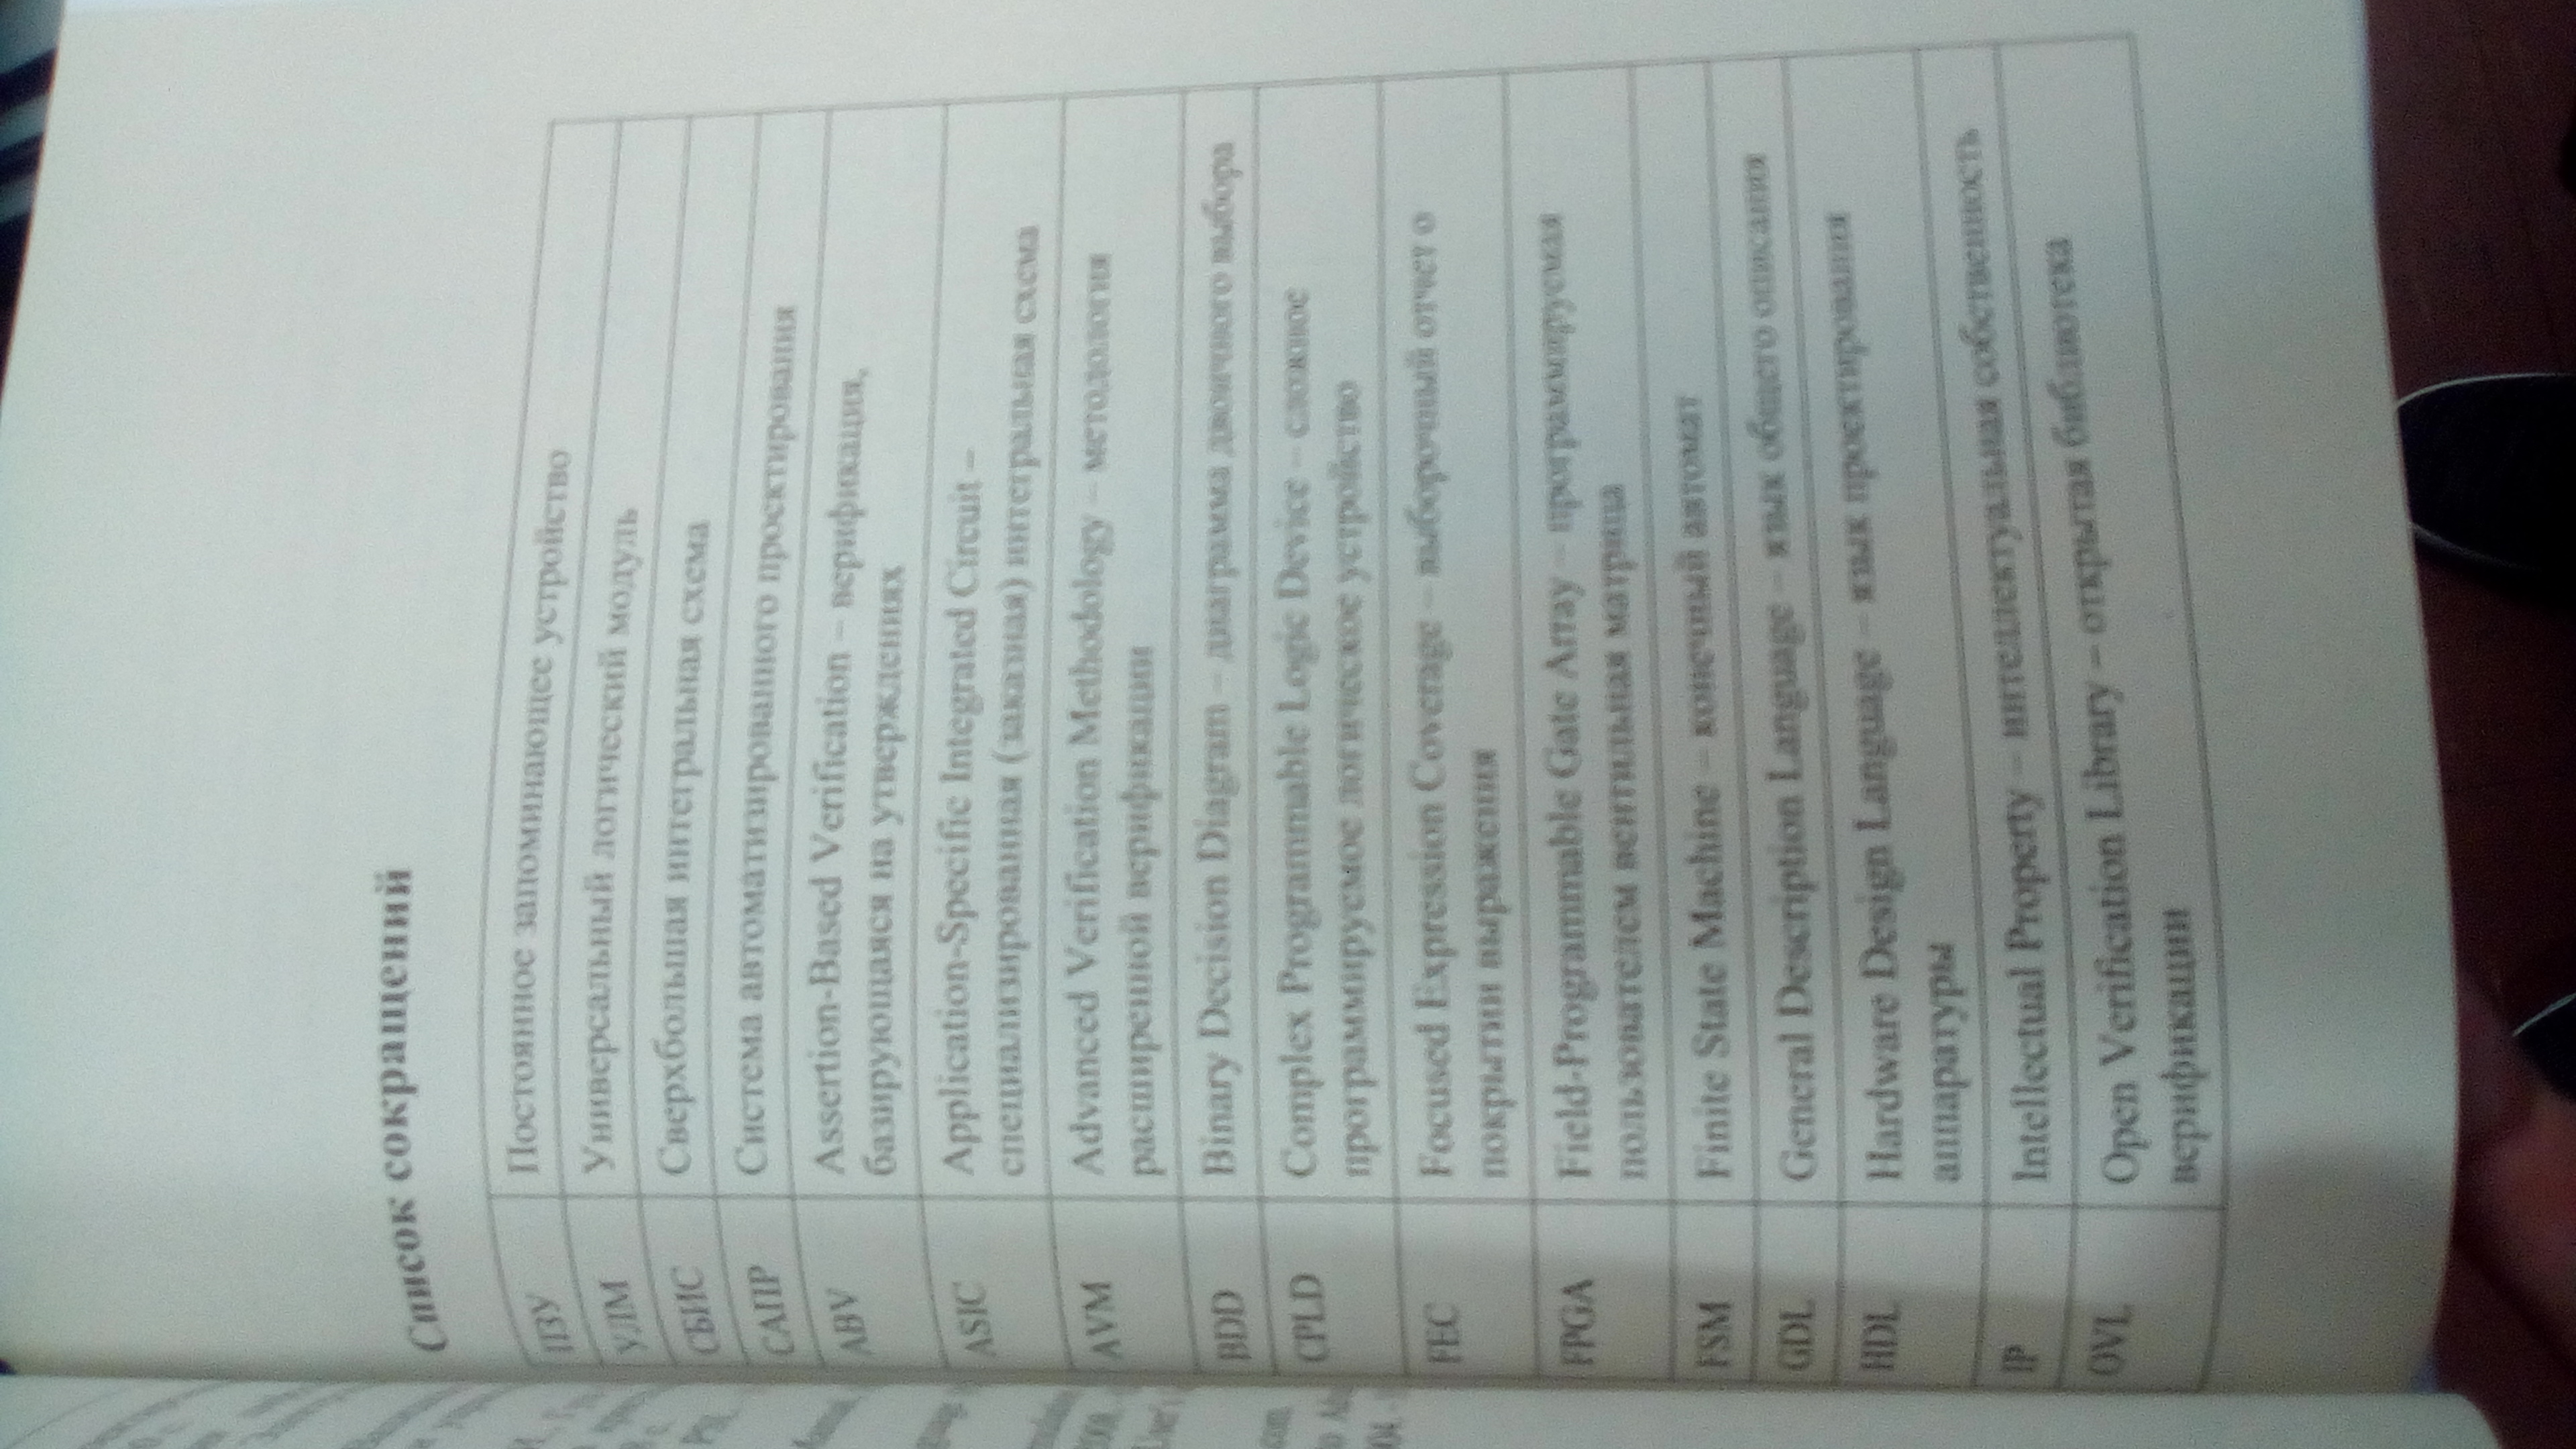 Список сокращений
ПЗУ Постоянное запоминающее устройство
УЛМ Универсальный логический модуль
СБИС Сверхбольшая интегральная схема
САПР Система автоматизированного проектирования
ABV Assertion-Based Verification – верификация,
базирующаяся на утверждениях
ASIC Application-Specific Integrated Circuit –
специализированная (заказная) интегральная схема
AVM Advanced Verification Methodology – методология
расширенной верификации
BDD Binary Decision Diagram – диаграмма двоичного выбора
CPLD Complex Programmable Logic Device – сложное
программируемое логическое устройство
FEC Focused Expression Coverage – выборочный отчет о
покрытии выражения
FPGA Field-Programmable Gate Array – программируемая
пользователем вентильная матрица
FSM Finite State Machine – конечный автомат
GDL General Description Language – язык общего описания
HDL Hardware Design Language – язык проектирования
аппаратуры
IP Intellectual Property – интеллектуальная собственность
OVL Open Verification Library – открытая библиотека
верификации